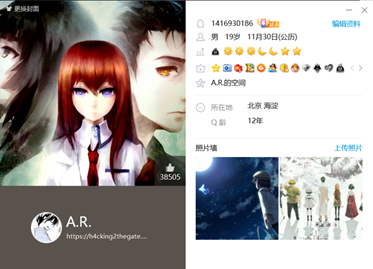 更换封面
38505
A.R.
https://h4cking2thegate....
1416930186
编辑资料
男 19岁 11月30日(公历)
A.R.的空间
所在地 北京 海淀
Q龄 12年
照片墙 上传照片